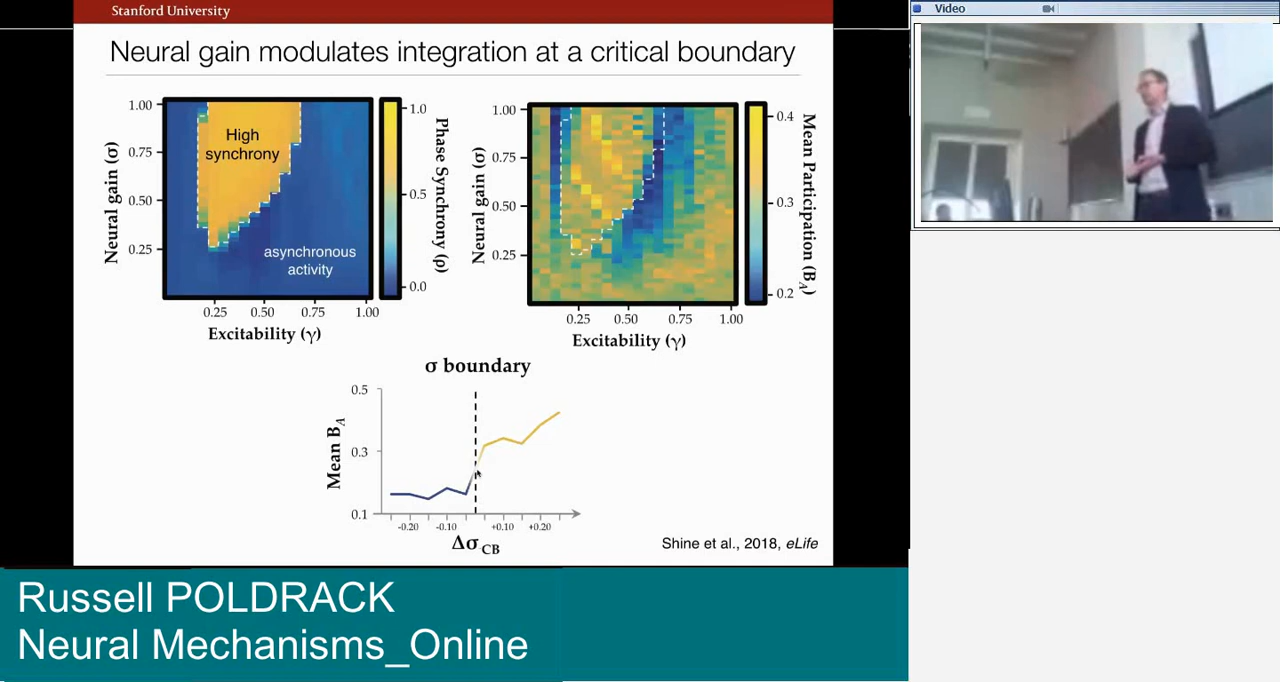 Stanford University
Video
Neural gain modulates integration at a critical boundary
1.00
0.75
0.50
0.25
Neural gain (σ)
High
synchrony
asynchronous
activity
0.25
0.50
0.75
1.00
Excitability (γ)
1.0
0.5
0.0
Phase Synchrony (ρ)
1.00
0.75
0.50
0.25
Neural gain (σ)
0.25
0.50
0.75
1.00
Excitability (γ)
0.4
0.3
0.2
Mean Participation (B_A)
σ boundary
0.5
0.3
0.1
Mean B_A
-0.20
-0.10
+0.10
+0.20
Δσ_CB
Shine et al., 2018, eLife
Russell POLDRACK
Neural Mechanisms_Online